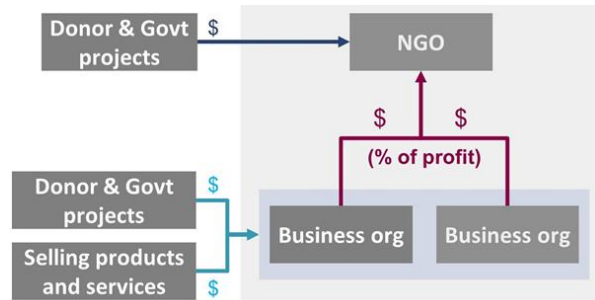 Donor & Govt
projects
$
NGO
$ $
(% of profit)
Donor & Govt
projects
$
Business org
Business org
Selling products
and services
$